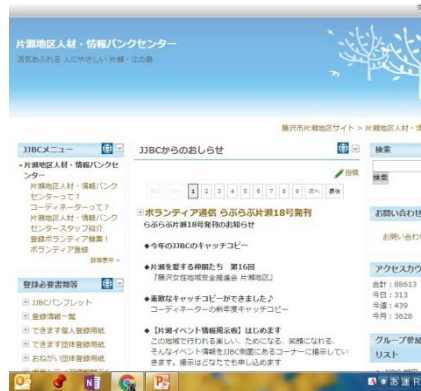 片瀬地区人材・情報バンクセンター
活気あふれる 人にやさしい 片瀬・江の島
藤沢市片瀬地区サイト > 片瀬地区人材・情
JJBCメニュー
片瀬地区人材・情報バンクセ
ンター
片瀬地区人材・情報バンク
センターって?
コーディネーターって?
片瀬地区人材・情報バンク
センタースタッフ紹介
登録ボランティア募集!
ボランティア登録
登録必要書類等
JJBCパンフレット
登録情報一覧
できます個人登録用紙
できます団体登録用紙
おねがい団体登録用紙
JJBCからのおしらせ
投稿
1 2 3 4 5 6 7 8 9 次へ 最後
ボランティア通信 らぶらぶ片瀬18号発刊
らぶらぶ片瀬18号発刊のお知らせ
◆今年のJJBCのキャッチコピー
◆片瀬を愛する仲間たち 第16回
『藤沢女性地域安全推進会 片瀬地区』
◆素敵なキャッチコピーができました♪
コーディネーターの新年度キャッチコピー
◆【片瀬イベント情報掲示板】はじめます
この地域で行われる楽しい、ためになる、笑顔になれる、
そんなイベント情報をJJBC側面にあるコーナーに掲示してい
きます。掲示はどなたでも申し込めます
検索
検索
お問い合わせ
お問い合わ
アクセスカウ
合計 : 88613
今日 : 313
今週 : 439
今月 : 3628
グループ参加
リスト